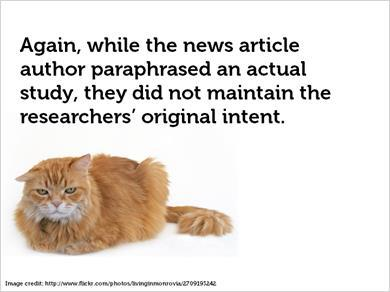 Again, while the news article
author paraphrased an actual
study, they did not maintain the
researchers’ original intent.
Image credit: http://www.flickr.com/photos/livinginmonrovia/2709195242